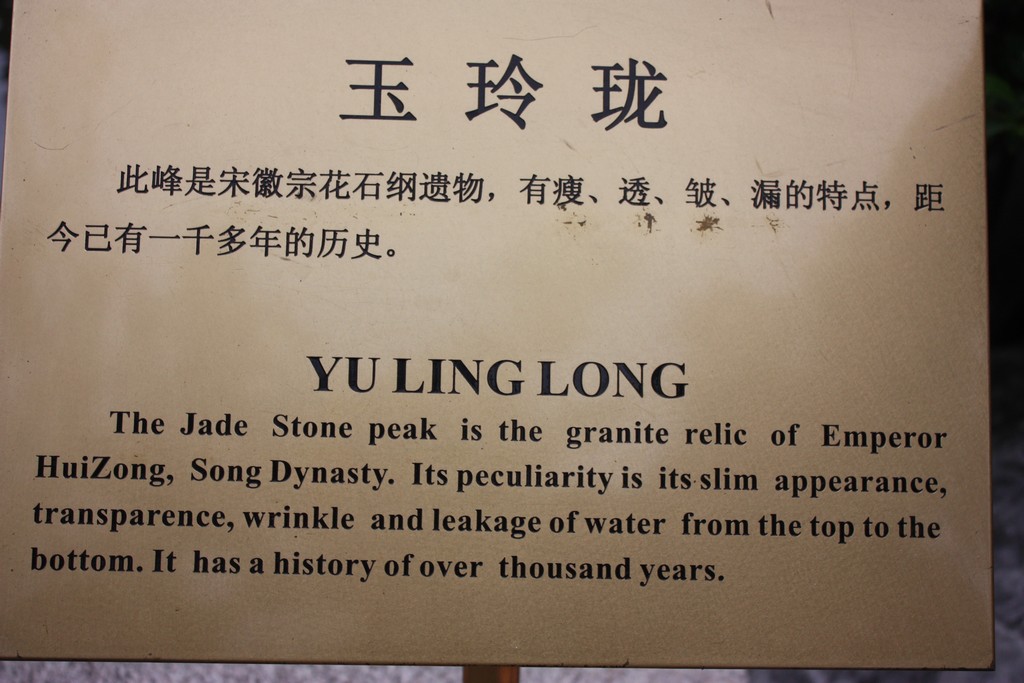 玉玲珑
此峰是宋徽宗花石纲遗物，有瘦、透、皱、漏的特点，距
今已有一千多年的历史。
YU LING LONG
The Jade Stone peak is the granite relic of Emperor
HuiZong, Song Dynasty. Its peculiarity is its slim appearance,
transparence, wrinkle and leakage of water from the top to the
bottom. It has a history of over thousand years.